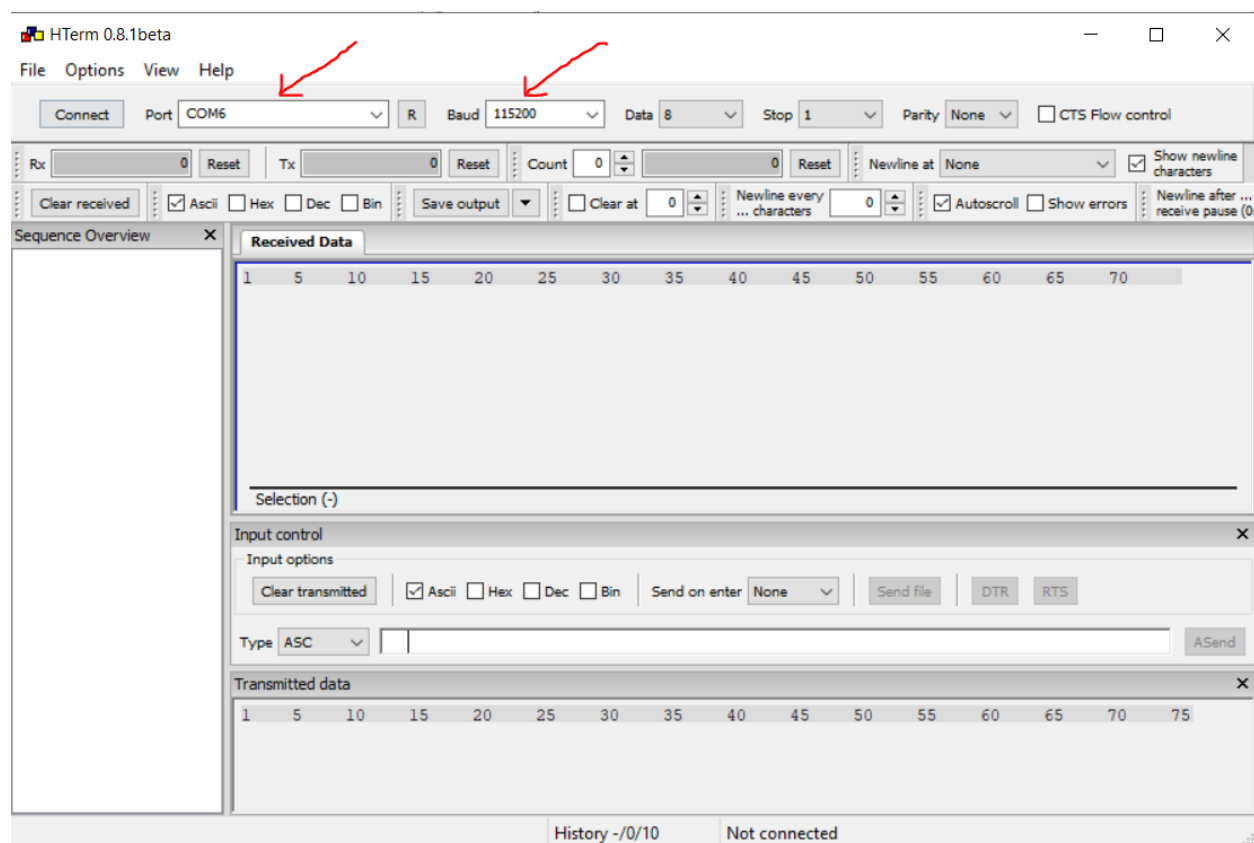 HTerm 0.8.1beta
File Options View Help
Connect Port COM6 R Baud 115200 Data 8 Stop 1 Parity None CTS Flow control
Rx 0 Reset Tx 0 Reset Count 0 0 Reset Newline at None Show newline
characters
Clear received Ascii Hex Dec Bin Save output Clear at 0 Newline every
... characters 0 Autoscroll Show errors Newline after ...
receive pause (0
Sequence Overview
Received Data
1 5 10 15 20 25 30 35 40 45 50 55 60 65 70
Selection (-)
Input control
Input options
Clear transmitted Ascii Hex Dec Bin Send on enter None Send file DTR RTS
Type ASC ASend
Transmitted data
1 5 10 15 20 25 30 35 40 45 50 55 60 65 70 75
History -/0/10 Not connected